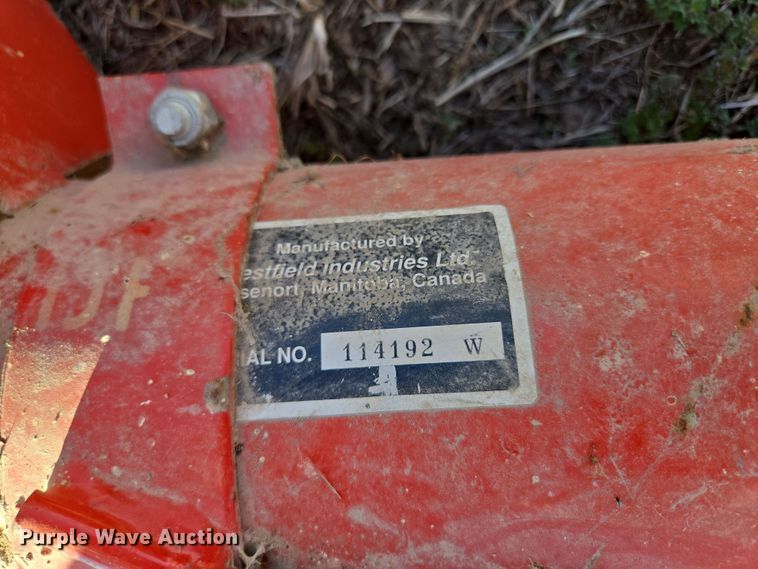 Manufactured by
estfield Industries Ltd.
senort, Manitoba, Canada
AL NO. 114192 W
Purple Wave Auction